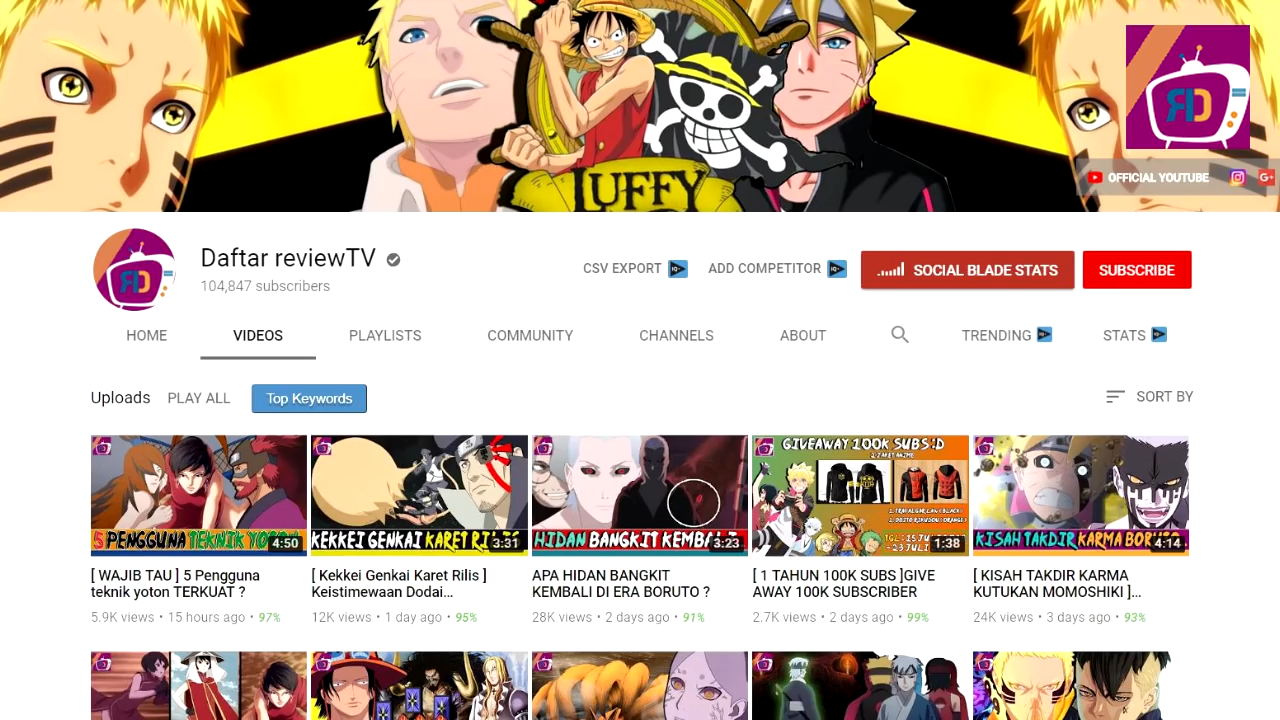 LUFFY
OFFICIAL YOUTUBE
Daftar reviewTV
104,847 subscribers
CSV EXPORT
ADD COMPETITOR
SOCIAL BLADE STATS
SUBSCRIBE
HOME
VIDEOS
PLAYLISTS
COMMUNITY
CHANNELS
ABOUT
TRENDING
STATS
Uploads
PLAY ALL
Top Keywords
SORT BY
5 PENGGUNA TEKNIK
4:50
KEKKEI GENKAI KARET
3:31
HIDAN BANGKIT
3:23
GIVEAWAY 100K SUBS :D
1:38
KISAH TAKDIR KARMA
4:14
[ WAJIB TAU ] 5 Pengguna
teknik yoton TERKUAT ?
5.9K views • 15 hours ago • 97%
[ Kekkei Genkai Karet Rilis ]
Keistimewaan Dodai...
12K views • 1 day ago • 95%
APA HIDAN BANGKIT
KEMBALI DI ERA BORUTO ?
28K views • 2 days ago • 91%
[ 1 TAHUN 100K SUBS ]GIVE
AWAY 100K SUBSCRIBER
2.7K views • 2 days ago • 99%
[ KISAH TAKDIR KARMA
KUTUKAN MOMOSHIKI ]...
24K views • 3 days ago • 93%